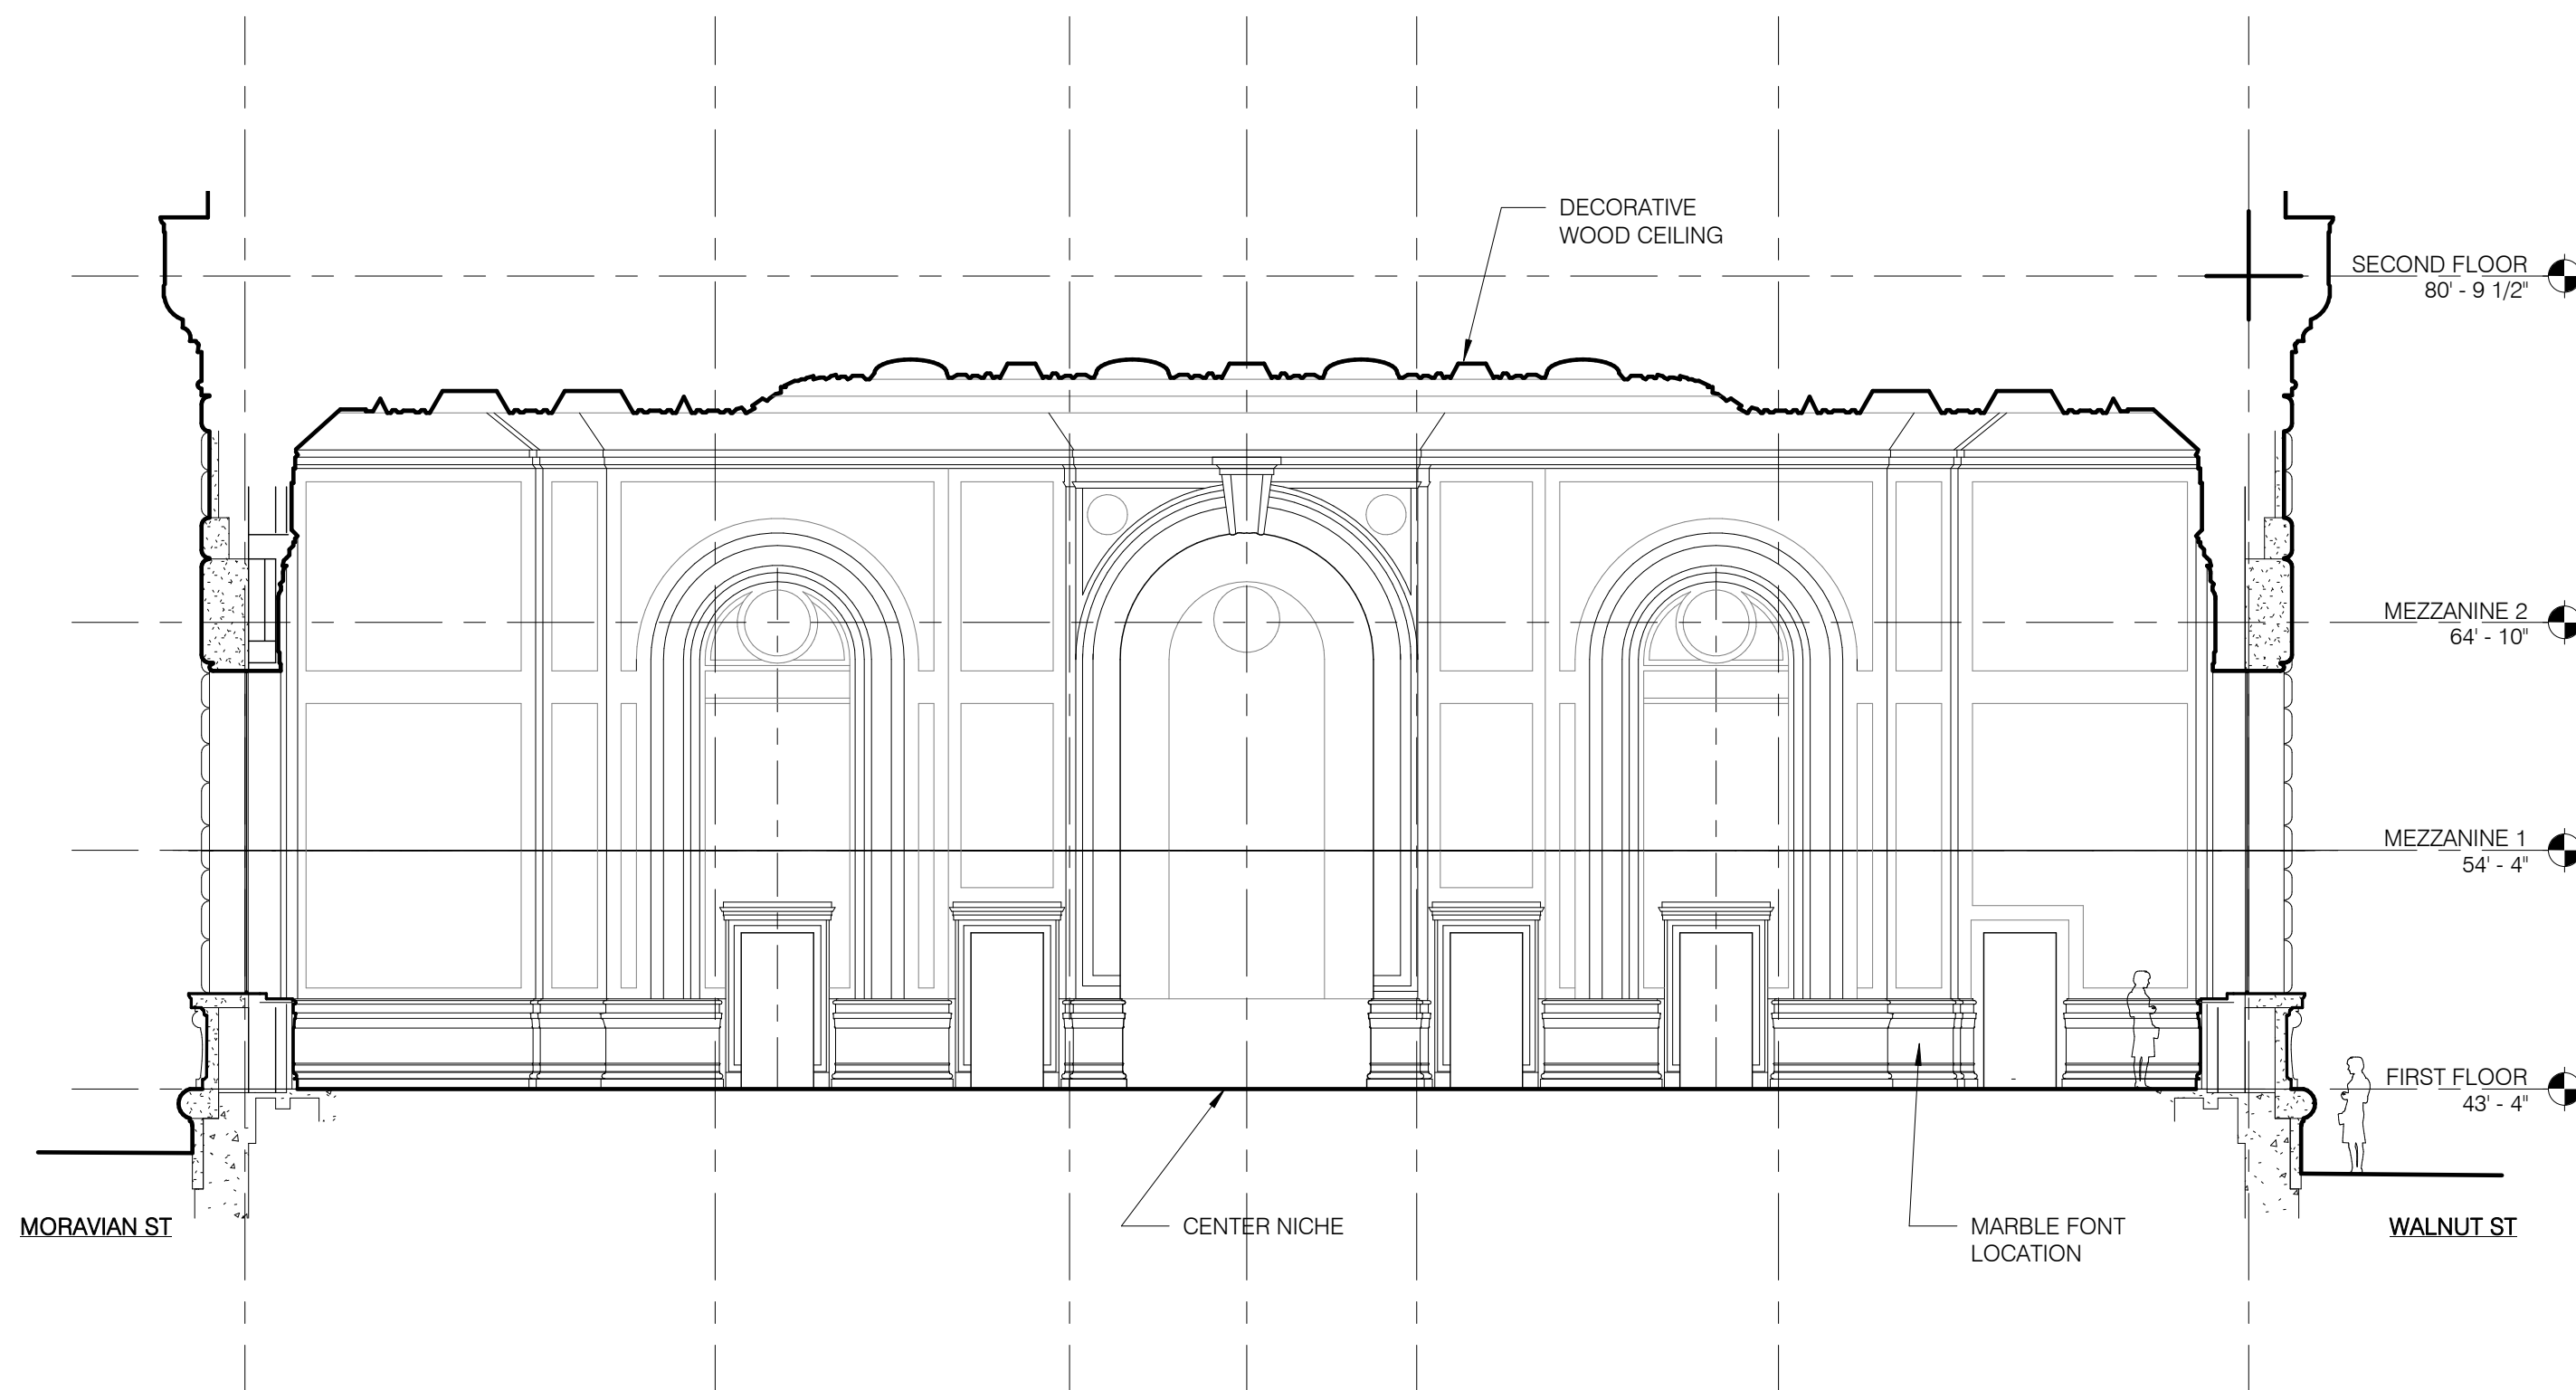 DECORATIVE
WOOD CEILING
SECOND FLOOR
80' - 9 1/2"
MEZZANINE 2
64' - 10"
MEZZANINE 1
54' - 4"
FIRST FLOOR
43' - 4"
MORAVIAN ST
CENTER NICHE
MARBLE FONT
LOCATION
WALNUT ST